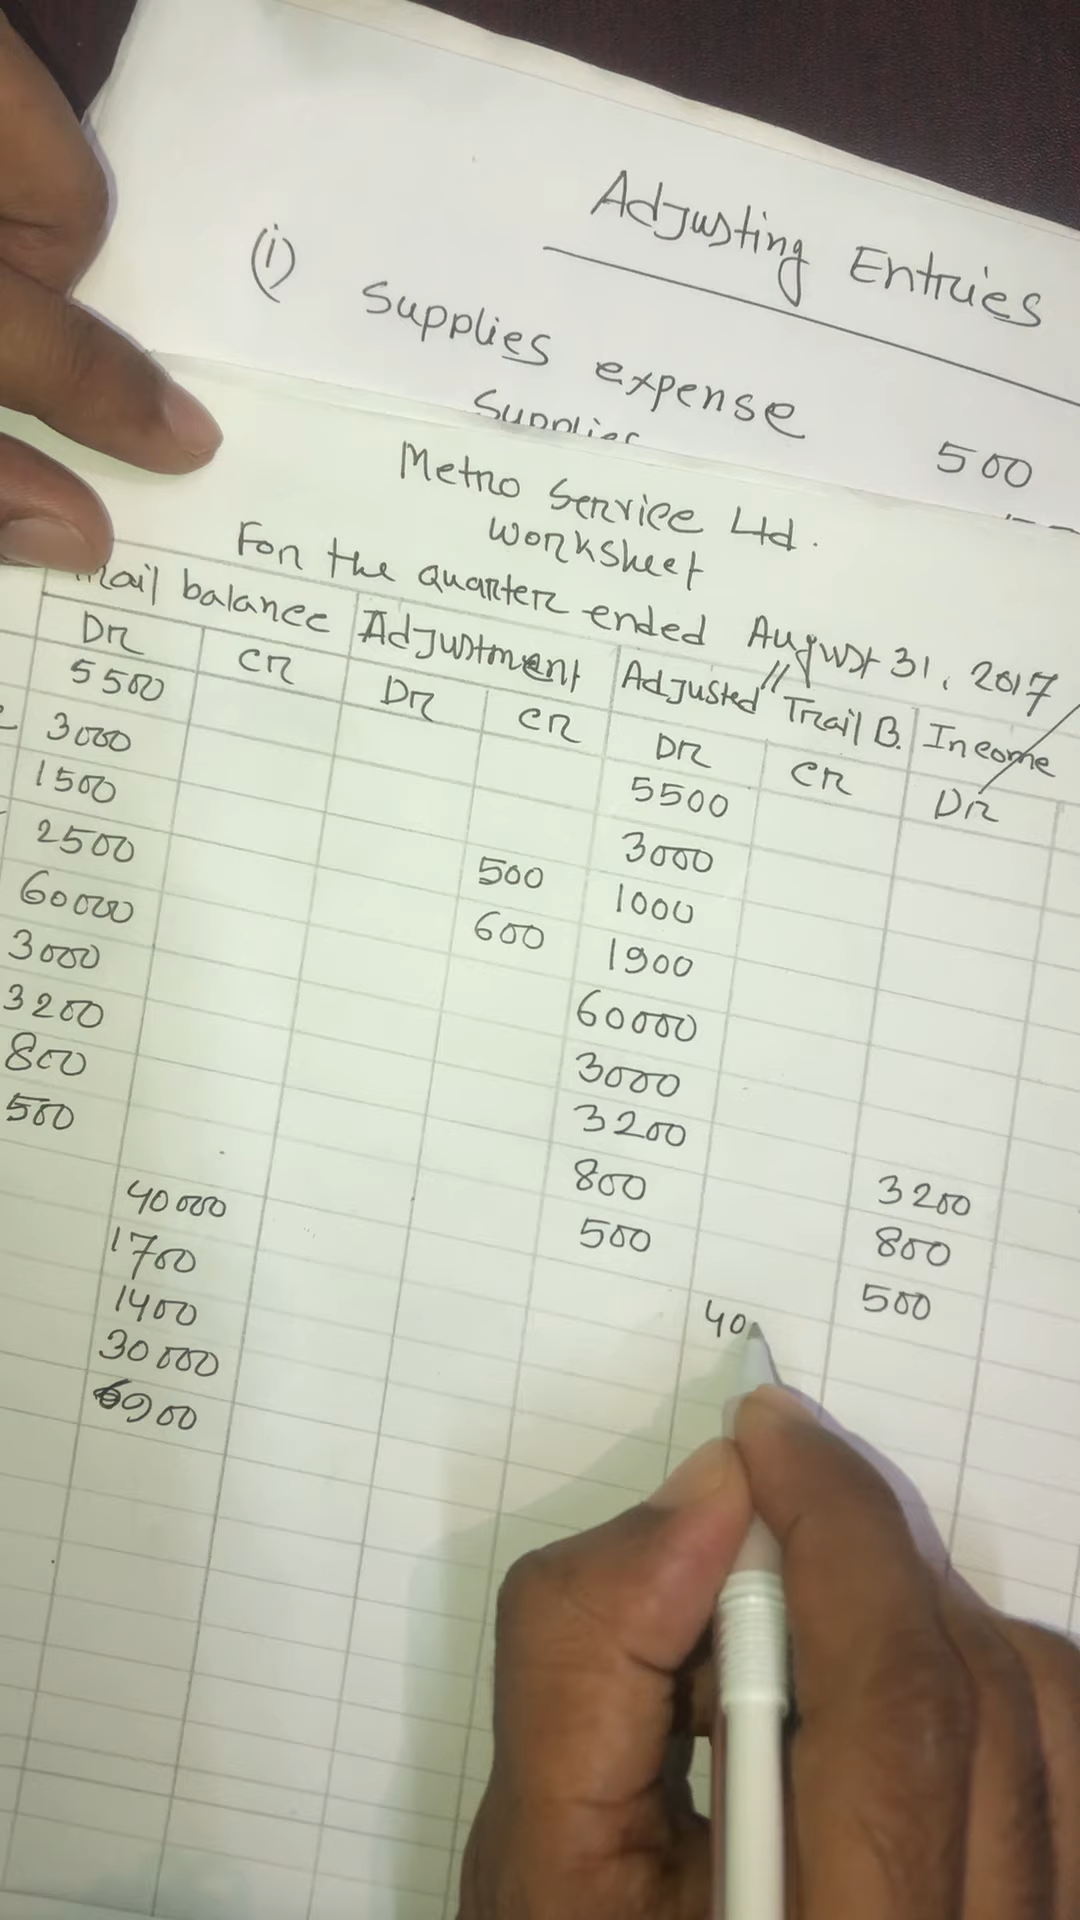 Adjusting Entries
(i) Supplies expense 500
Supplies
Metro Service Ltd.
Worksheet
For the quarter ended August 31, 2017
Trail balance Adjustment Adjusted Trail B. Income
DR CR DR CR DR CR DR
5500 5500
3000 3000
1500 500 1000
2500 600 1900
60000 60000
3000 3000
3200 3200 3200
800 800 800
500 500 500
40000 40
1700
1400
30000
6900